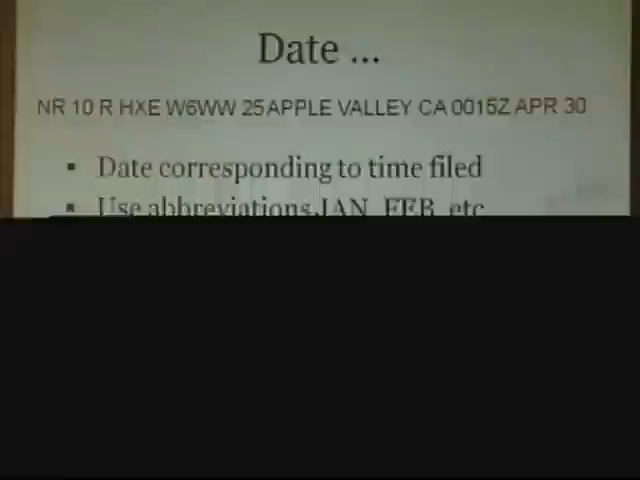 Date ...
NR 10 R HXE W6WW 25 APPLE VALLEY CA 0015Z APR 30
▪ Date corresponding to time filed
▪ Use abbreviations JAN, FEB, etc